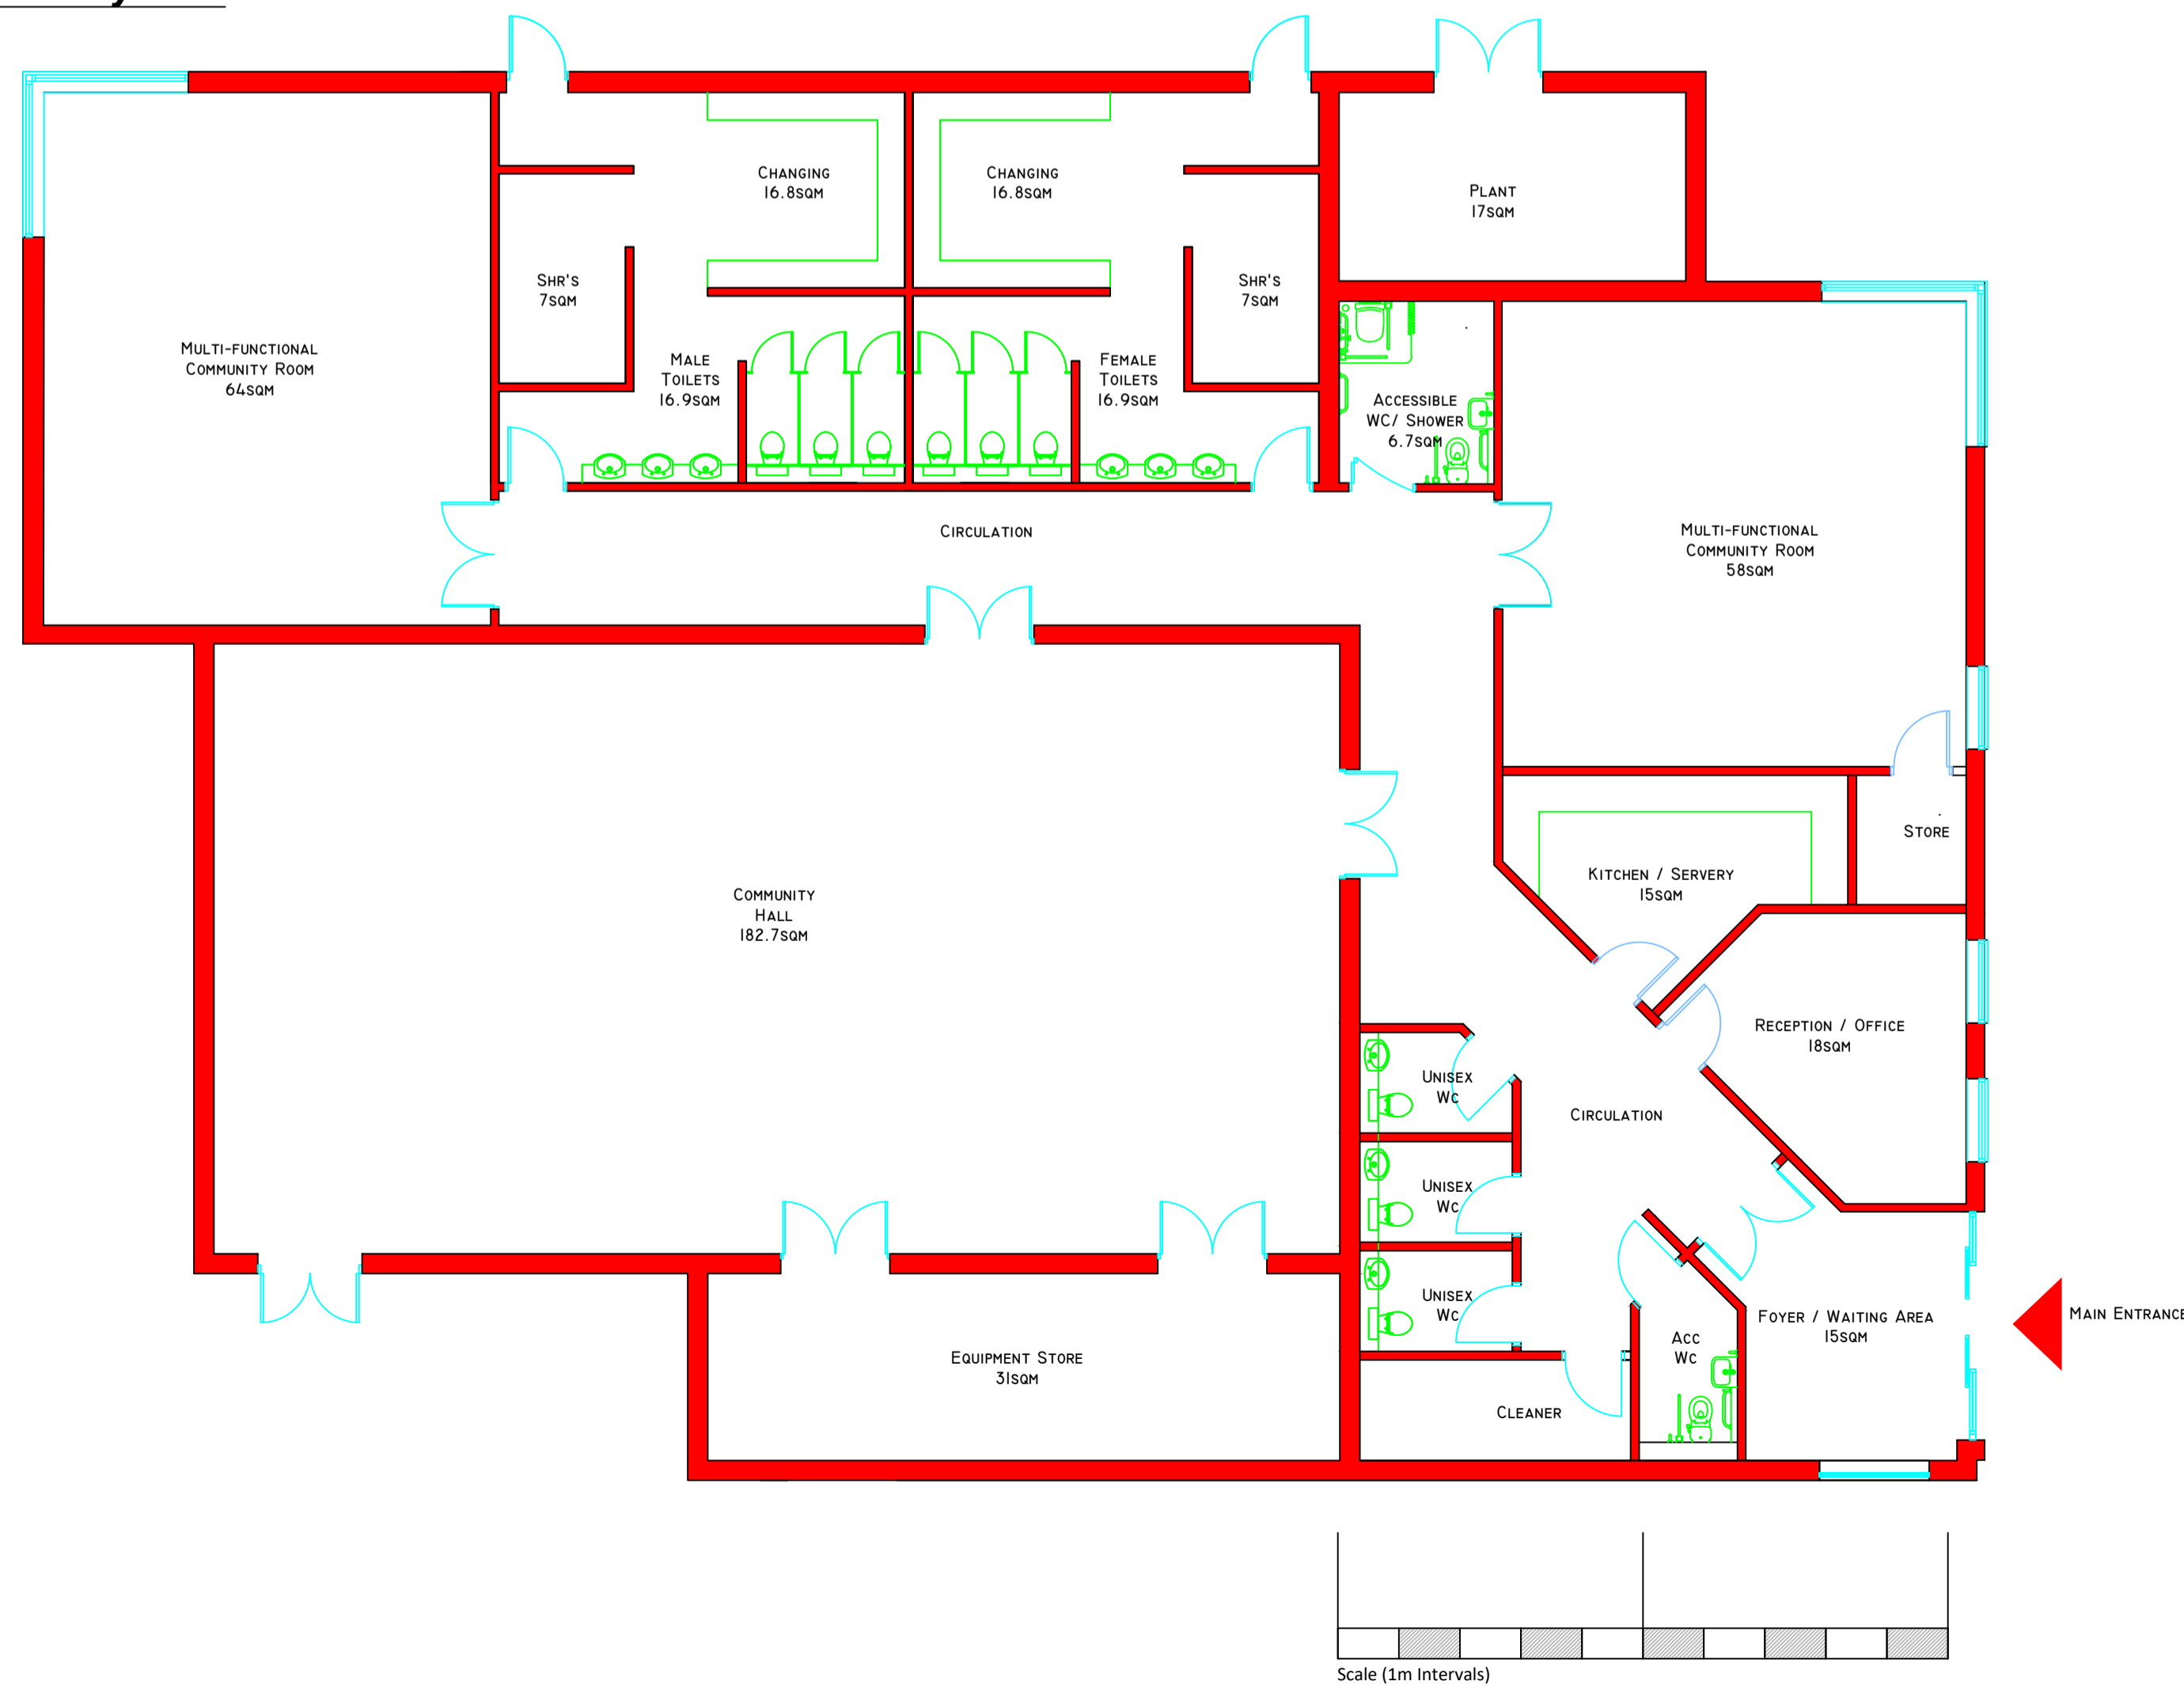 Changing
16.8sqm
Changing
16.8sqm
Plant
17sqm
Shr's
7sqm
Shr's
7sqm
Multi-functional
Community Room
64sqm
Male
Toilets
16.9sqm
Female
Toilets
16.9sqm
Accessible
WC/ Shower
6.7sqm
Circulation
Multi-functional
Community Room
58sqm
Store
Kitchen / Servery
15sqm
Community
Hall
182.7sqm
Reception / Office
18sqm
Unisex
Wc
Circulation
Unisex
Wc
Unisex
Wc
Foyer / Waiting Area
15sqm
Main Entrance
Acc
Wc
Equipment Store
31sqm
Cleaner
Scale (1m Intervals)